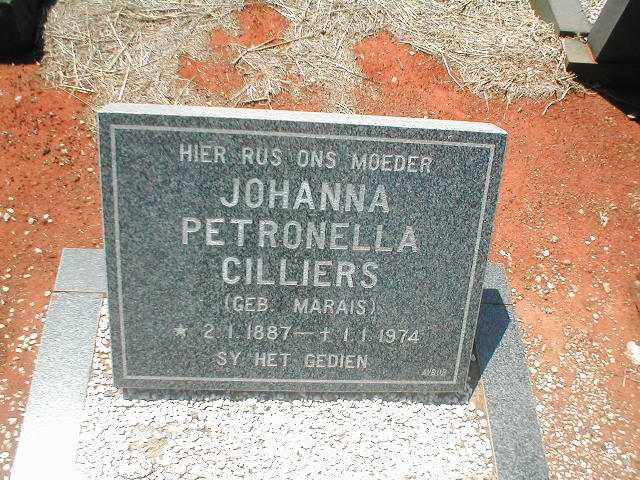 HIER RUS ONS MOEDER
JOHANNA
PETRONELLA
CILLIERS
(GEB. MARAIS)
* 2.1.1887 — † 1.1.1974
SY HET GEDIEN